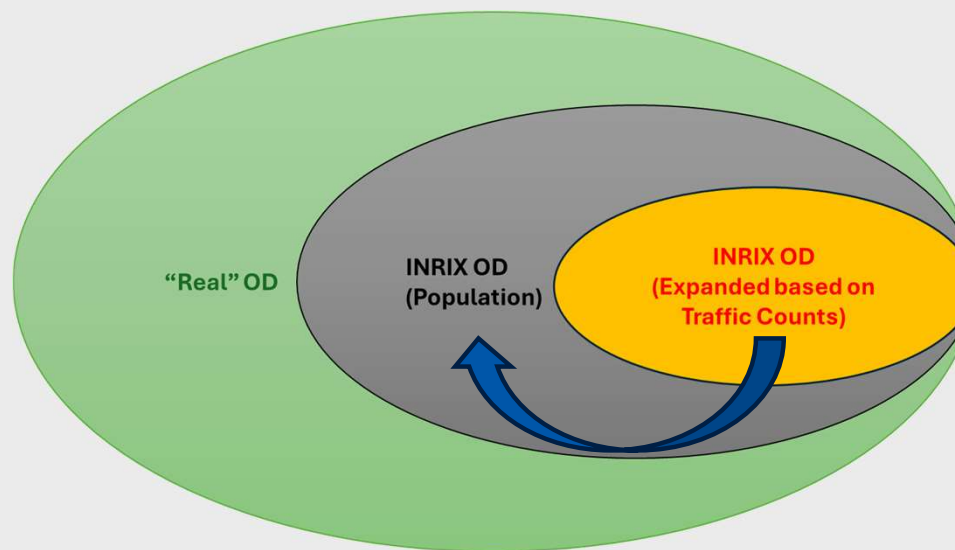 “Real” OD
INRIX OD
(Population)
INRIX OD
(Expanded based on
Traffic Counts)